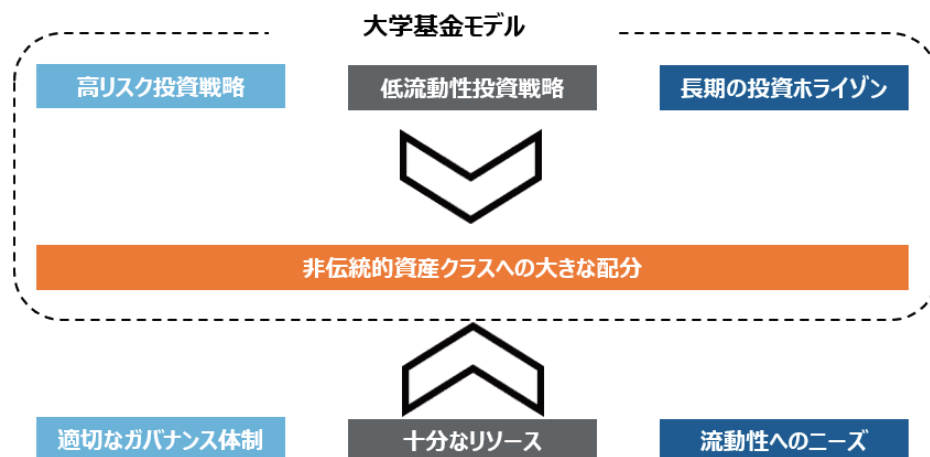 大学基金モデル
高リスク投資戦略
低流動性投資戦略
長期の投資ホライゾン
非伝統的資産クラスへの大きな配分
適切なガバナンス体制
十分なリソース
流動性へのニーズ